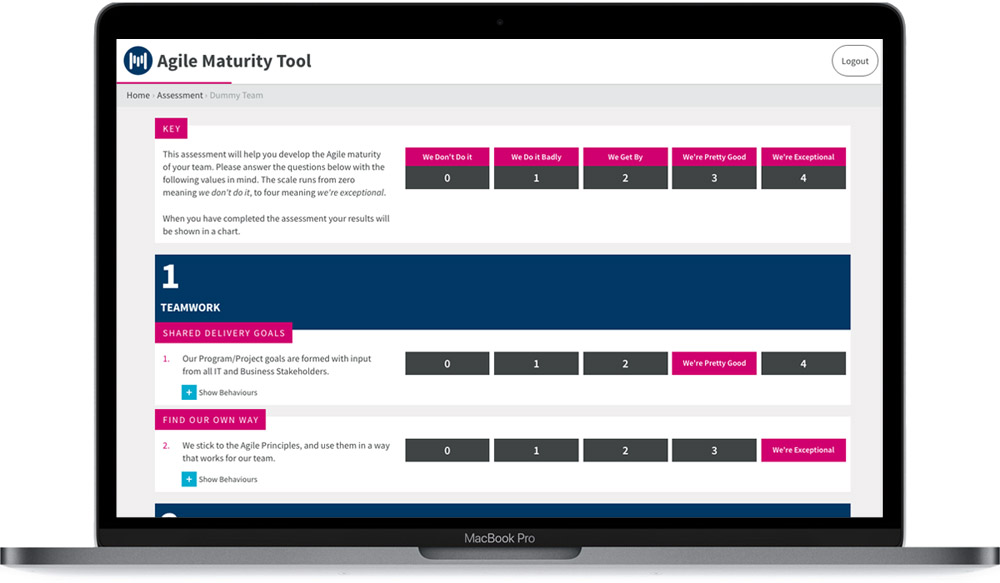 Agile Maturity Tool
Logout
Home › Assessment › Dummy Team
KEY
This assessment will help you develop the Agile maturity
of your team. Please answer the questions below with the
following values in mind. The scale runs from zero
meaning we don't do it, to four meaning we're exceptional.
When you have completed the assessment your results will
be shown in a chart.
We Don't Do it
0
We Do it Badly
1
We Get By
2
We're Pretty Good
3
We're Exceptional
4
1
TEAMWORK
SHARED DELIVERY GOALS
1. Our Program/Project goals are formed with input
from all IT and Business Stakeholders.
0 1 2 We're Pretty Good 4
+ Show Behaviours
FIND OUR OWN WAY
2. We stick to the Agile Principles, and use them in a way
that works for our team.
0 1 2 3 We're Exceptional
+ Show Behaviours
MacBook Pro